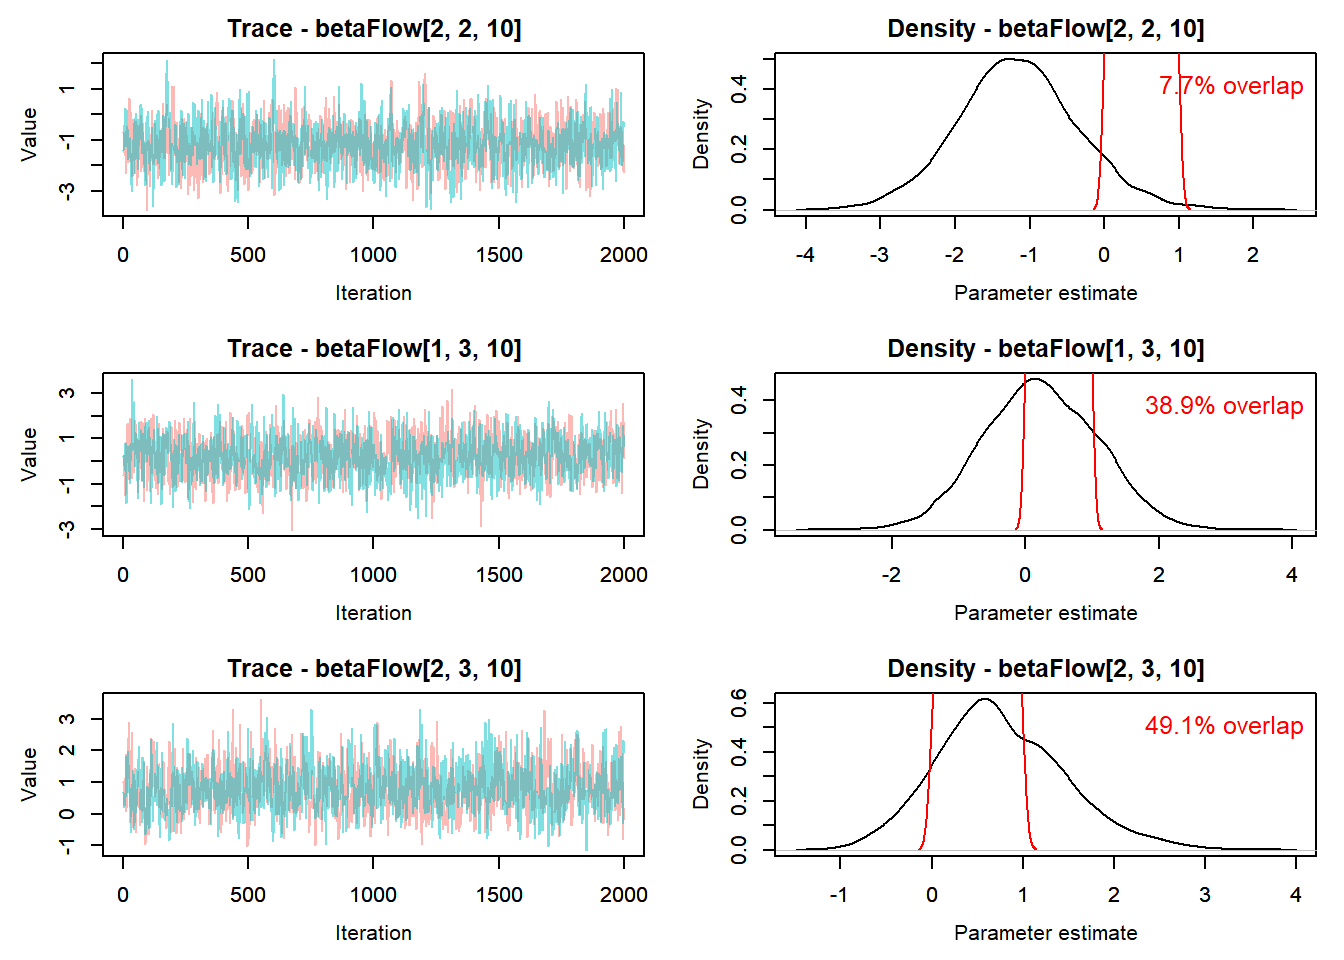 Trace - betaFlow[2, 2, 10]
Value
1
-1
-3
0 500 1000 1500 2000
Iteration
Density - betaFlow[2, 2, 10]
7.7% overlap
Density
0.4
0.2
0.0
-4 -3 -2 -1 0 1 2
Parameter estimate
Trace - betaFlow[1, 3, 10]
Value
3
1
-1
-3
0 500 1000 1500 2000
Iteration
Density - betaFlow[1, 3, 10]
38.9% overlap
Density
0.4
0.2
0.0
-2 0 2 4
Parameter estimate
Trace - betaFlow[2, 3, 10]
Value
3
2
1
0
-1
0 500 1000 1500 2000
Iteration
Density - betaFlow[2, 3, 10]
49.1% overlap
Density
0.6
0.4
0.2
0.0
-1 0 1 2 3 4
Parameter estimate